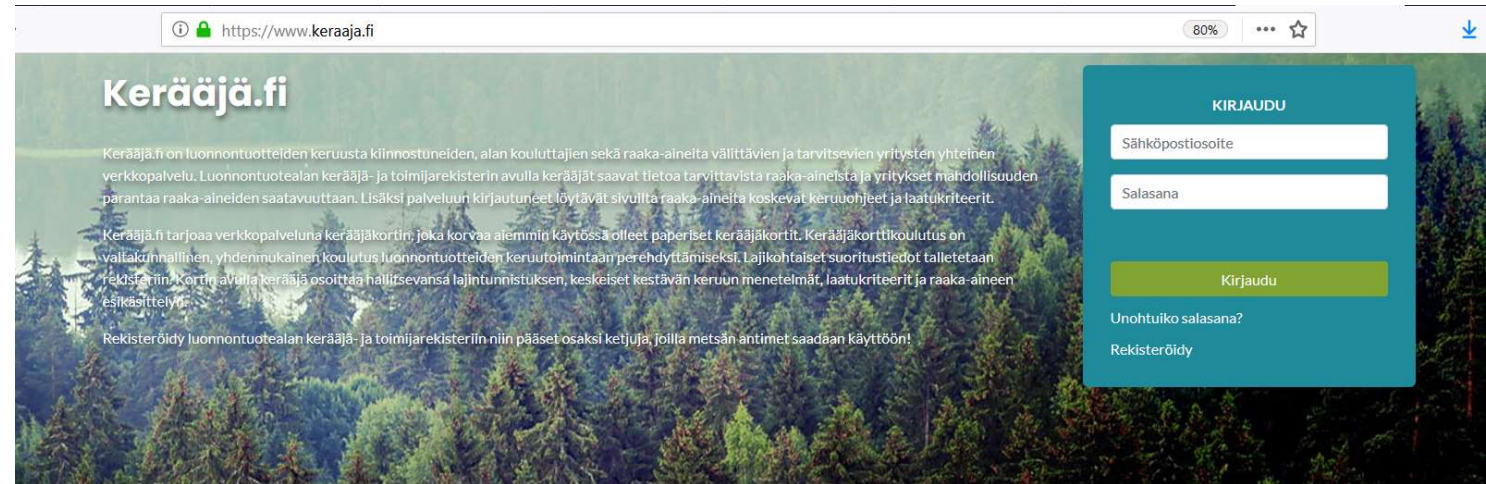 https://www.keraaja.fi
80%
Kerääjä.fi
Kerääjä.fi on luonnontuotteiden keruusta kiinnostuneiden, alan kouluttajien sekä raaka-aineita välittävien ja tarvitsevien yritysten yhteinen
verkkopalvelu. Luonnontuotealan kerääjä- ja toimijarekisterin avulla kerääjät saavat tietoa tarvittavista raaka-aineista ja yritykset mahdollisuuden
parantaa raaka-aineiden saatavuuttaan. Lisäksi palveluun kirjautuneet löytävät sivuilta raaka-aineita koskevat keruuohjeet ja laatukriteerit.
Kerääjä.fi tarjoaa verkkopalveluna kerääjäkortin, joka korvaa aiemmin käytössä olleet paperiset kerääjäkortit. Kerääjäkorttikoulutus on
valtakunnallinen, yhdenmukainen koulutus luonnontuotteiden keruutoimintaan perehdyttämiseksi. Lajikohtaiset suoritustiedot talletetaan
rekisteriin. Kortin avulla kerääjä osoittaa hallitsevansa lajintunnistuksen, keskeiset kestävän keruun menetelmät, laatukriteerit ja raaka-aineen
esikäsittelyn.
Rekisteröidy luonnontuotealan kerääjä- ja toimijarekisteriin niin pääset osaksi ketjuja, joilla metsän antimet saadaan käyttöön!
KIRJAUDU
Sähköpostiosoite
Salasana
Kirjaudu
Unohtuiko salasana?
Rekisteröidy